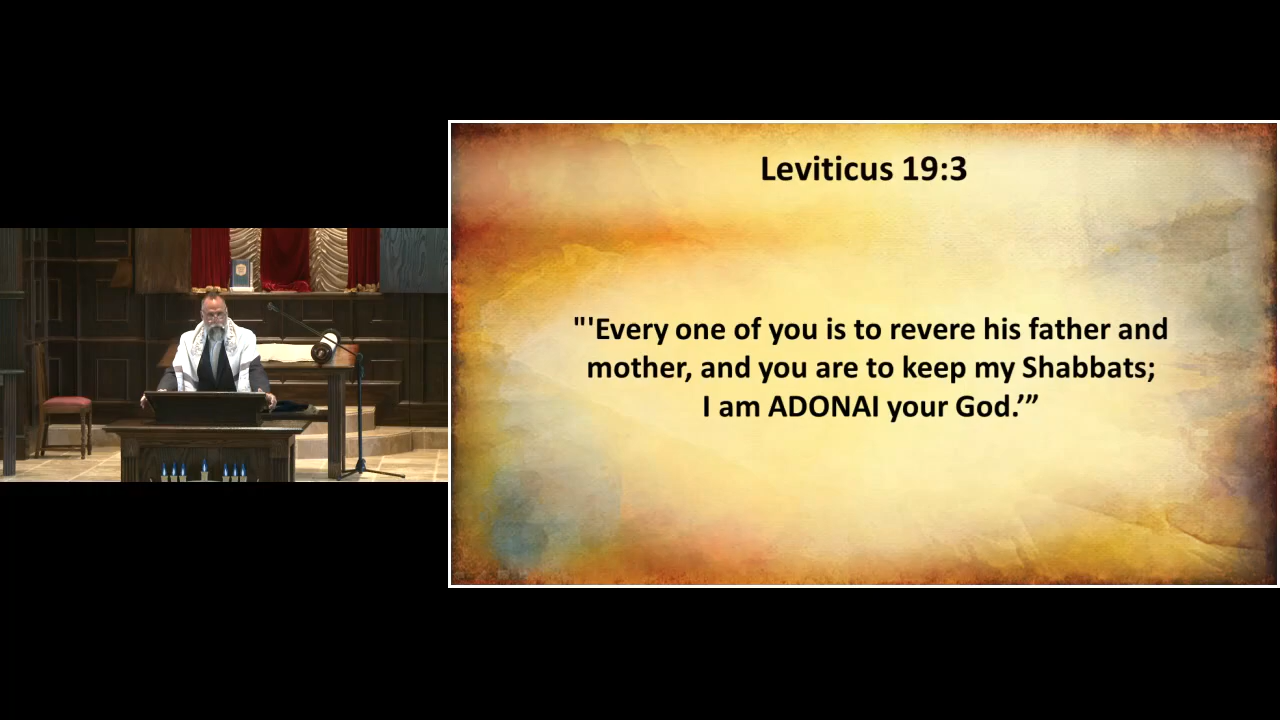 Leviticus 19:3
"'Every one of you is to revere his father and
mother, and you are to keep my Shabbats;
I am ADONAI your God.’”